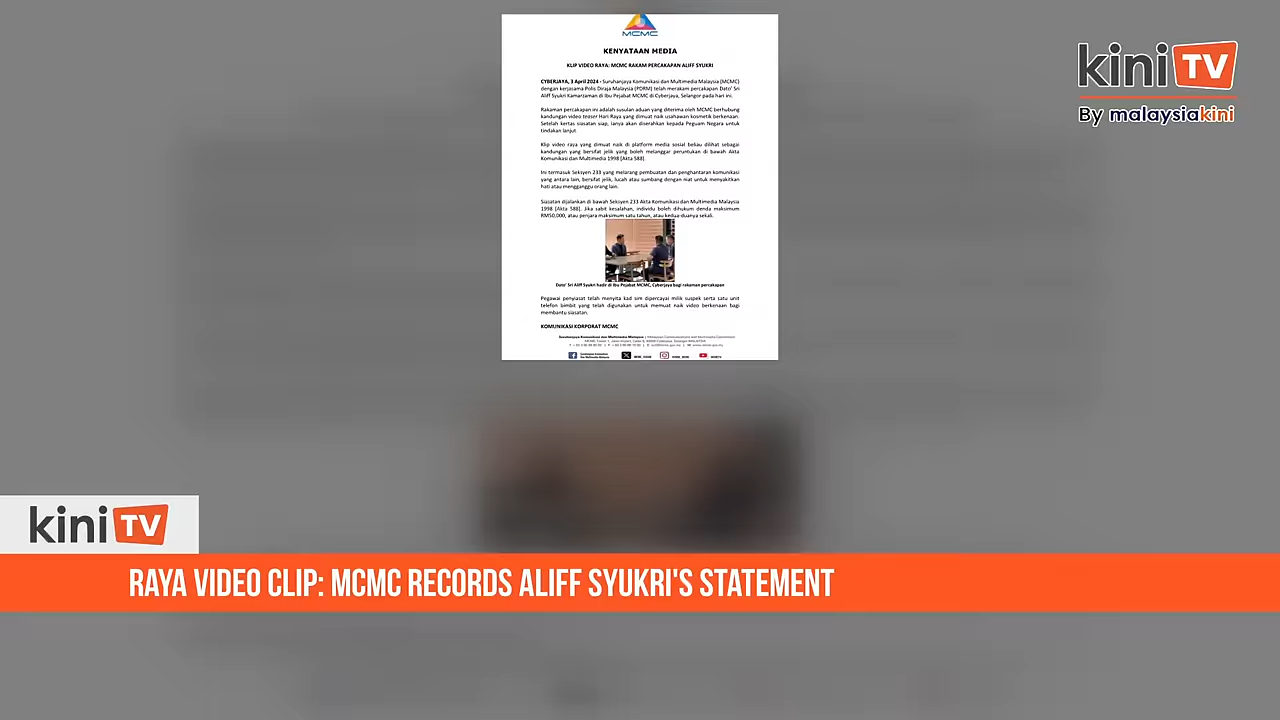 MCMC
KENYATAAN MEDIA
KLIP VIDEO RAYA: MCMC RAKAM PERCAKAPAN ALIFF SYUKRI
CYBERJAYA, 3 April 2024 - Suruhanjaya Komunikasi dan Multimedia Malaysia (MCMC)
dengan kerjasama Polis Diraja Malaysia (PDRM) telah merakam percakapan Dato' Sri
Aliff Syukri Kamarzaman di Ibu Pejabat MCMC di Cyberjaya, Selangor pada hari ini.
Rakaman percakapan ini adalah susulan aduan yang diterima oleh MCMC berhubung
kandungan video teaser Hari Raya yang dimuat naik usahawan kosmetik berkenaan.
Setelah kertas siasatan siap, ianya akan diserahkan kepada Peguam Negara untuk
tindakan lanjut.
Klip video raya yang dimuat naik di platform media sosial beliau dilihat sebagai
kandungan yang bersifat jelik yang boleh melanggar peruntukan di bawah Akta
Komunikasi dan Multimedia 1998 [Akta 588].
Ini termasuk Seksyen 233 yang melarang pembuatan dan penghantaran komunikasi
yang antara lain, bersifat jelik, lucah atau sumbang dengan niat untuk menyakitkan
hati atau mengganggu orang lain.
Siasatan dijalankan di bawah Seksyen 233 Akta Komunikasi dan Multimedia Malaysia
1998 [Akta 588]. Jika sabit kesalahan, individu boleh dihukum denda maksimum
RM50,000, atau penjara maksimum satu tahun, atau kedua-duanya sekali.
Dato' Sri Aliff Syukri hadir di Ibu Pejabat MCMC, Cyberjaya bagi rakaman percakapan
Pegawai penyiasat telah menyita kad sim dipercayai milik suspek serta satu unit
telefon bimbit yang telah digunakan untuk memuat naik video berkenaan bagi
membantu siasatan.
KOMUNIKASI KORPORAT MCMC
Suruhanjaya Komunikasi dan Multimedia Malaysia
kini TV
By malaysiakini
kini TV
RAYA VIDEO CLIP: MCMC RECORDS ALIFF SYUKRI'S STATEMENT